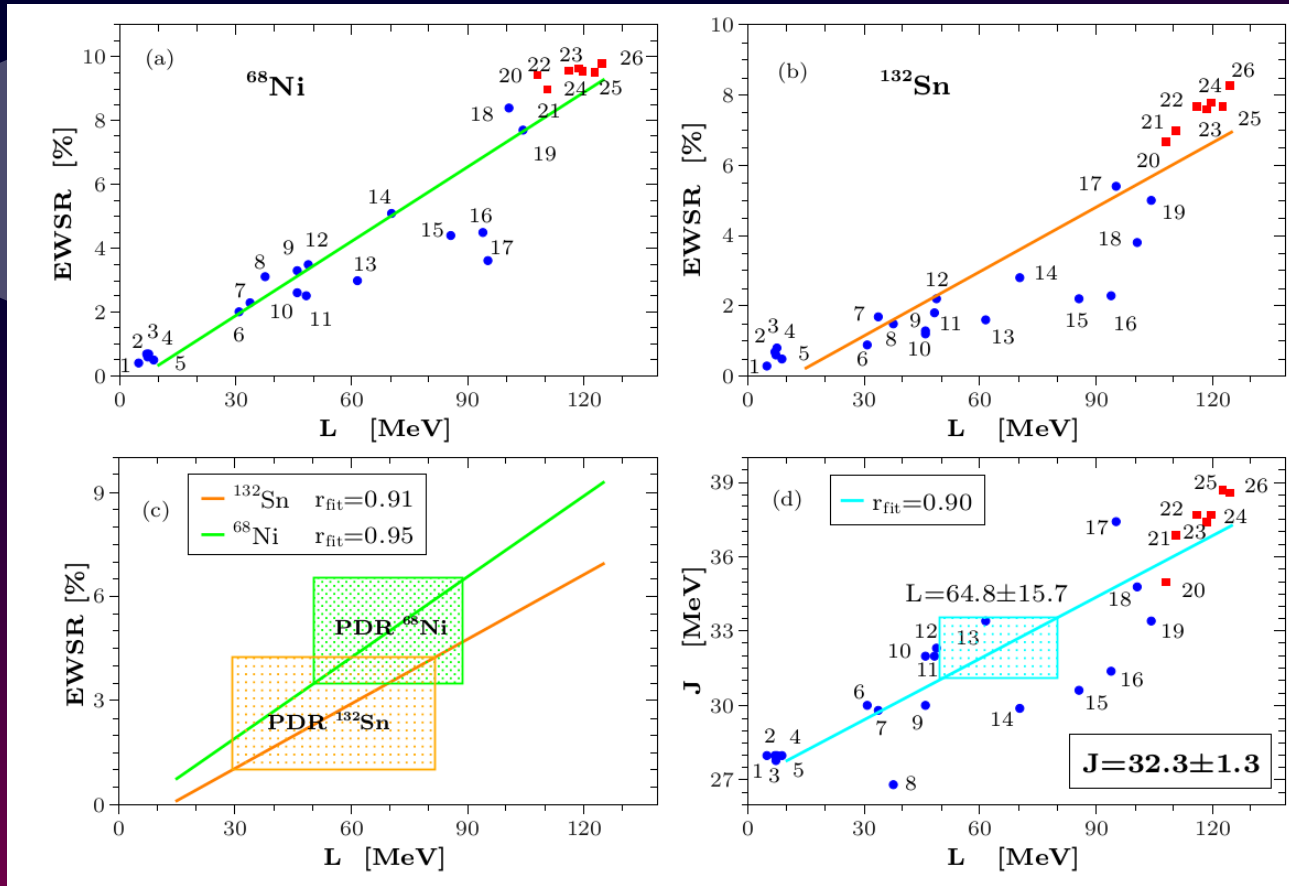 (a)
⁶⁸Ni
EWSR [%]
10
8
6
4
2
0
1 2 3 4 5 6 7 8 9 10 11 12 13 14 15 16 17 18 19 20 21 22 23 24 25 26
0 30 60 90 120
L [MeV]
(b)
¹³²Sn
EWSR [%]
10
8
6
4
2
0
1 2 3 4 5 6 7 8 9 10 11 12 13 14 15 16 17 18 19 20 21 22 23 24 25 26
0 30 60 90 120
L [MeV]
(c)
¹³²Sn r_fit=0.91
⁶⁸Ni r_fit=0.95
EWSR [%]
9
6
3
0
PDR ⁶⁸Ni
PDR ¹³²Sn
0 30 60 90 120
L [MeV]
(d)
r_fit=0.90
J [MeV]
39
36
33
30
27
L=64.8±15.7
1 2 3 4 5 6 7 8 9 10 11 12 13 14 15 16 17 18 19 20 21 22 23 24 25 26
J=32.3±1.3
0 30 60 90 120
L [MeV]